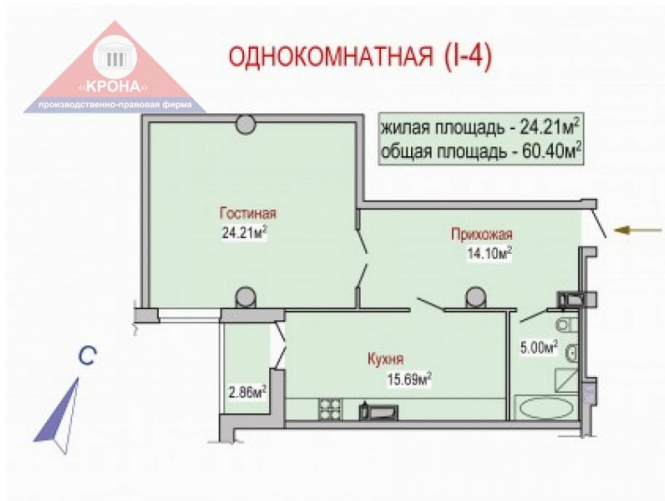 «КРОНА»
производственно-правовая фирма
ОДНОКОМНАТНАЯ (I-4)
жилая площадь - 24.21м²
общая площадь - 60.40м²
Гостиная
24.21м²
Прихожая
14.10м²
Кухня
15.69м²
5.00м²
2.86м²
С